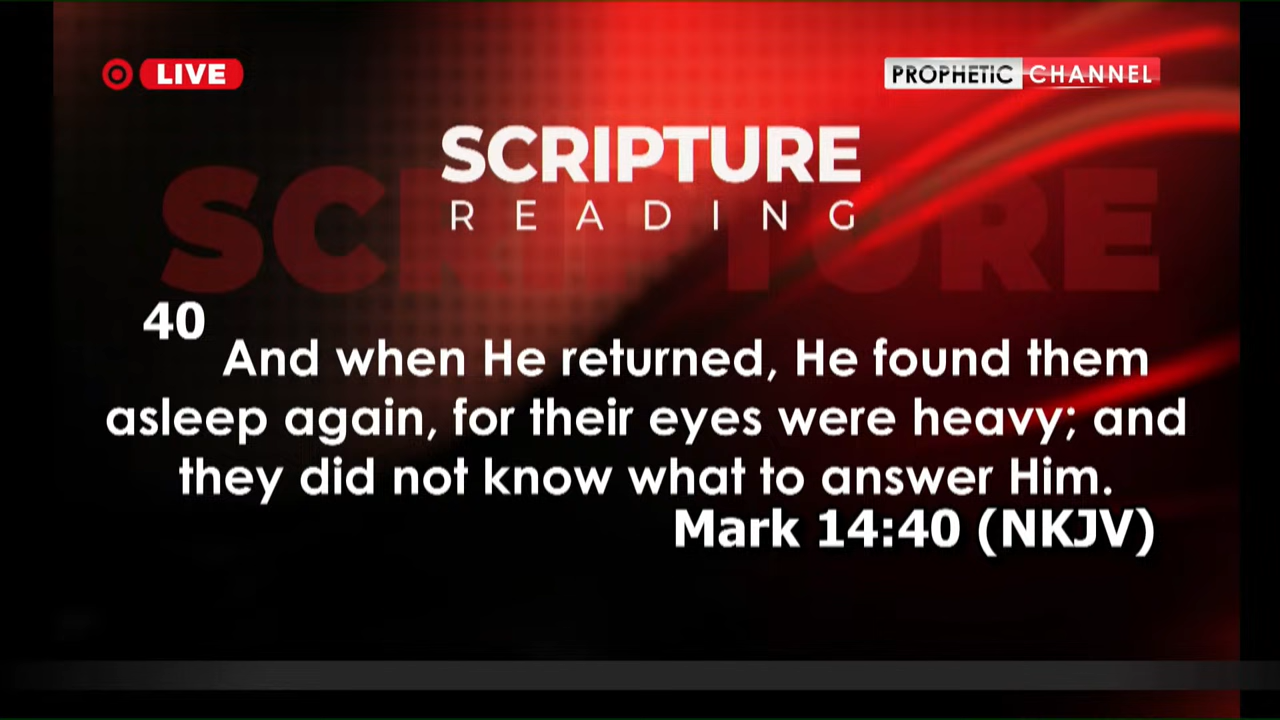 LIVE
PROPHETIC CHANNEL
SCRIPTURE
SCRIPTURE
READING
40
And when He returned, He found them
asleep again, for their eyes were heavy; and
they did not know what to answer Him.
Mark 14:40 (NKJV)